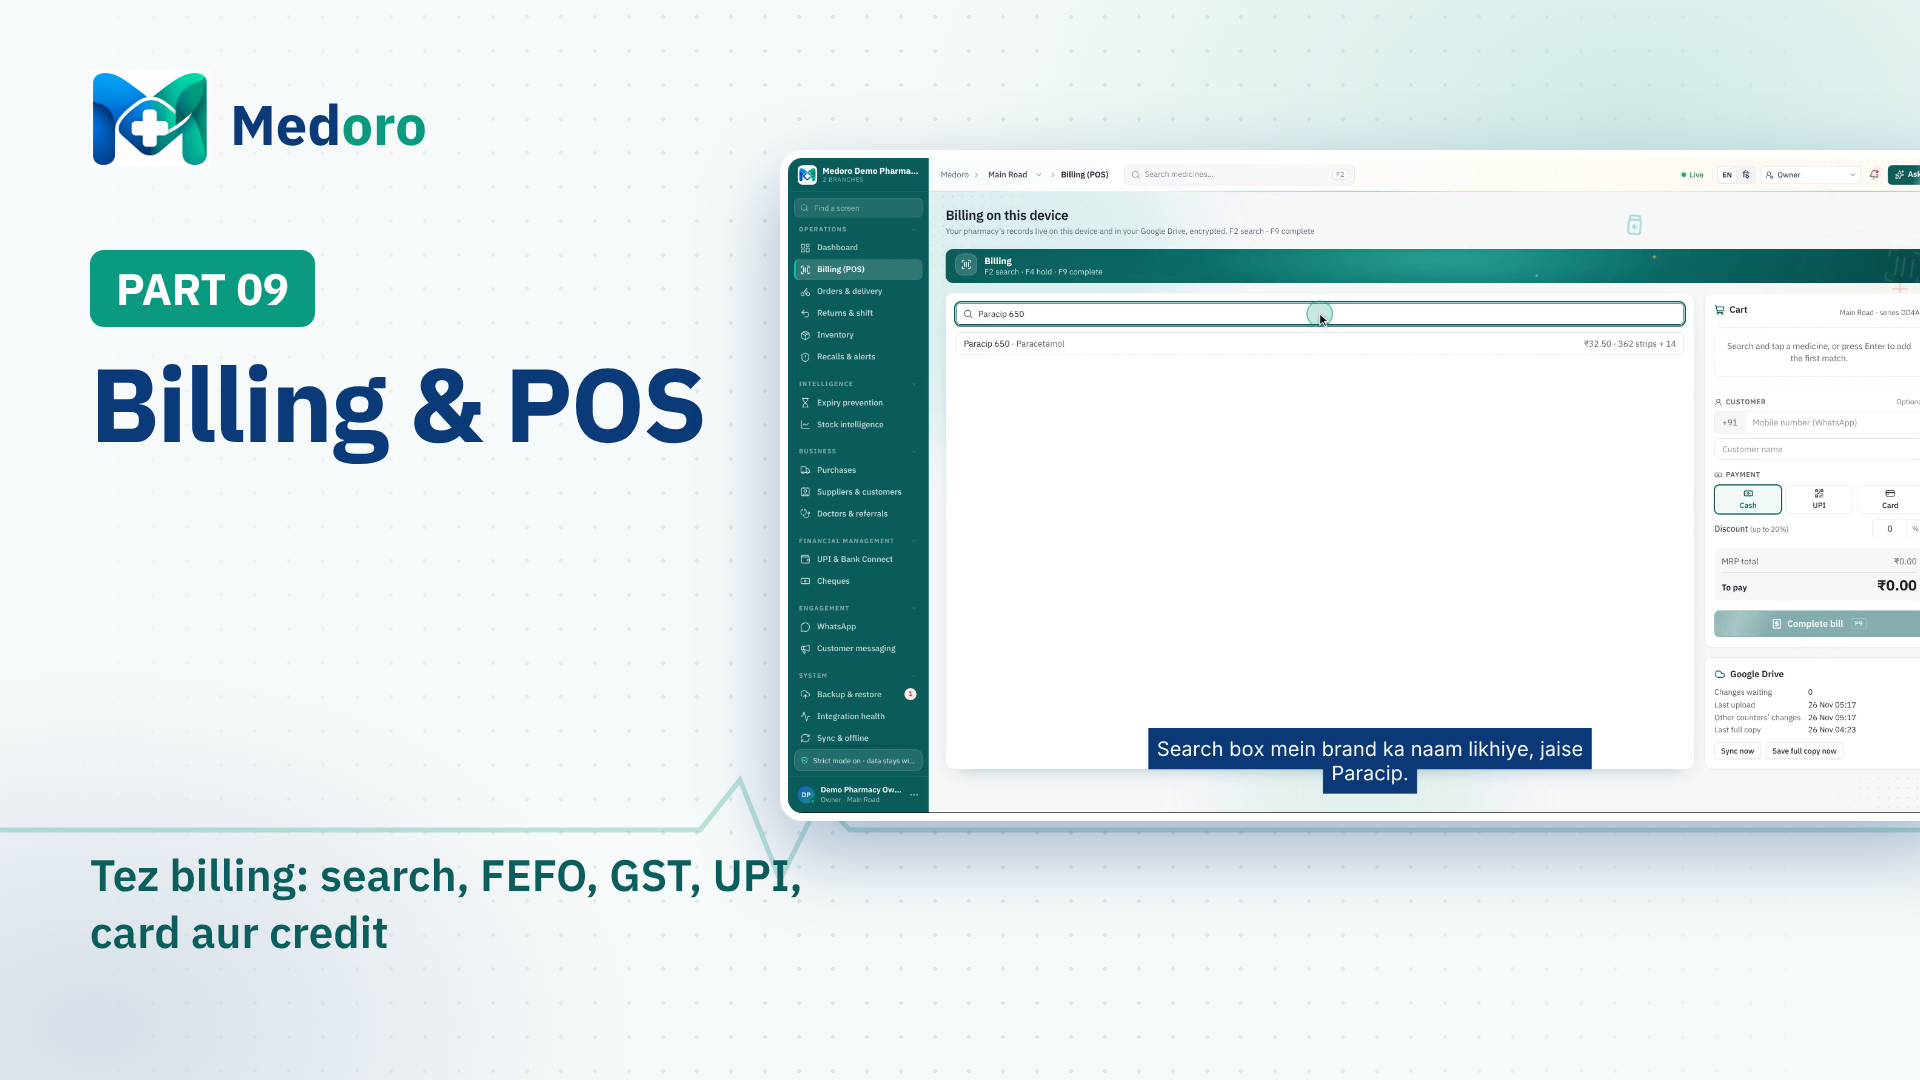 Medoro
PART 09
Billing & POS
Tez billing: search, FEFO, GST, UPI,
card aur credit
Medoro Demo Pharma...
2 BRANCHES
Find a screen
OPERATIONS
Dashboard
Billing (POS)
Orders & delivery
Returns & shift
Inventory
Recalls & alerts
INTELLIGENCE
Expiry prevention
Stock intelligence
BUSINESS
Purchases
Suppliers & customers
Doctors & referrals
FINANCIAL MANAGEMENT
UPI & Bank Connect
Cheques
ENGAGEMENT
WhatsApp
Customer messaging
SYSTEM
Backup & restore 1
Integration health
Sync & offline
Strict mode on · data stays wi...
DP Demo Pharmacy Ow... ...
Owner · Main Road
Medoro > Main Road > Billing (POS) Search medicines... F2
Live EN Owner Ask
Billing on this device
Your pharmacy's records live on this device and in your Google Drive, encrypted. F2 search · F9 complete
Billing
F2 search · F4 hold · F9 complete
Paracip 650
Paracip 650 · Paracetamol ₹32.50 · 362 strips + 14
Search box mein brand ka naam likhiye, jaise
Paracip.
Cart Main Road · series
Search and tap a medicine, or press Enter to add
the first match.
CUSTOMER Optiona
+91 Mobile number (WhatsApp)
Customer name
PAYMENT
Cash UPI Card
Discount (up to 20%) 0 %
MRP total ₹0.00
To pay ₹0.00
Complete bill F9
Google Drive
Changes waiting 0
Last upload 26 Nov 05:17
Other counters' changes 26 Nov 05:17
Last full copy 26 Nov 04:23
Sync now Save full copy now